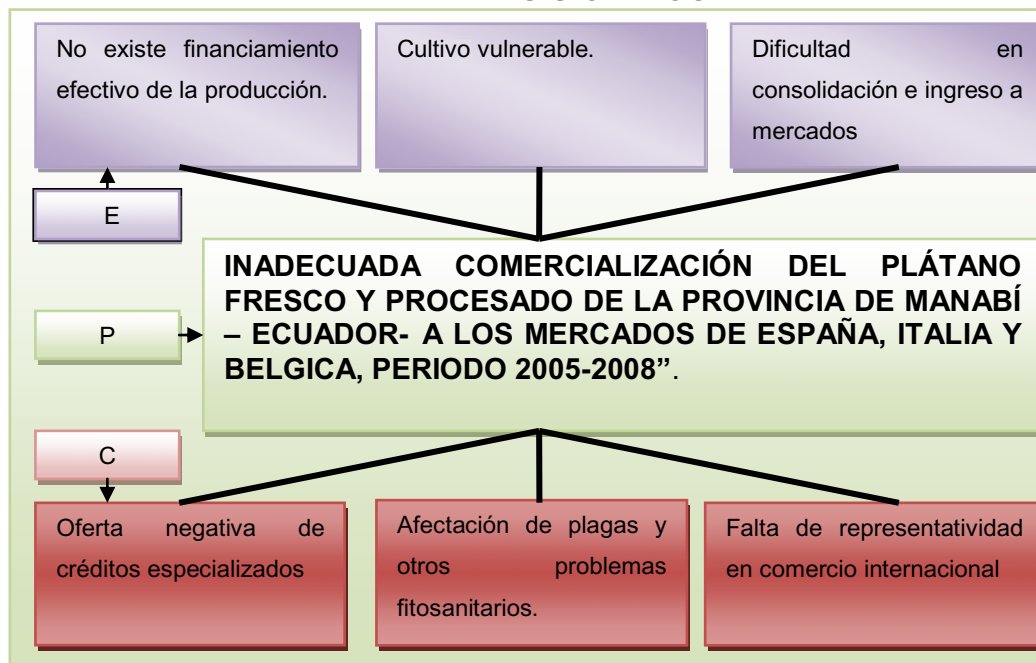 No existe financiamiento
efectivo de la producción.
Cultivo vulnerable.
Dificultad en
consolidación e ingreso a
mercados
E
INADECUADA COMERCIALIZACIÓN DEL PLÁTANO
FRESCO Y PROCESADO DE LA PROVINCIA DE MANABÍ
– ECUADOR- A LOS MERCADOS DE ESPAÑA, ITALIA Y
BELGICA, PERIODO 2005-2008”.
P
C
Oferta negativa de
créditos especializados
Afectación de plagas y
otros problemas
fitosanitarios.
Falta de representatividad
en comercio internacional